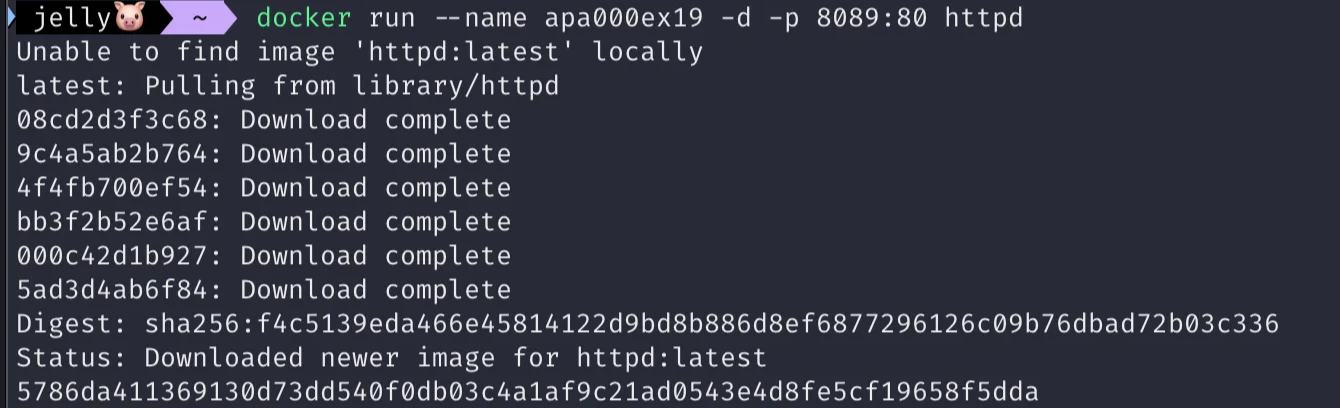 jelly🐷 ~ docker run --name apa000ex19 -d -p 8089:80 httpd
Unable to find image 'httpd:latest' locally
latest: Pulling from library/httpd
08cd2d3f3c68: Download complete
9c4a5ab2b764: Download complete
4f4fb700ef54: Download complete
bb3f2b52e6af: Download complete
000c42d1b927: Download complete
5ad3d4ab6f84: Download complete
Digest: sha256:f4c5139eda466e45814122d9bd8b886d8ef6877296126c09b76dbad72b03c336
Status: Downloaded newer image for httpd:latest
5786da411369130d73dd540f0db03c4a1af9c21ad0543e4d8fe5cf19658f5dda